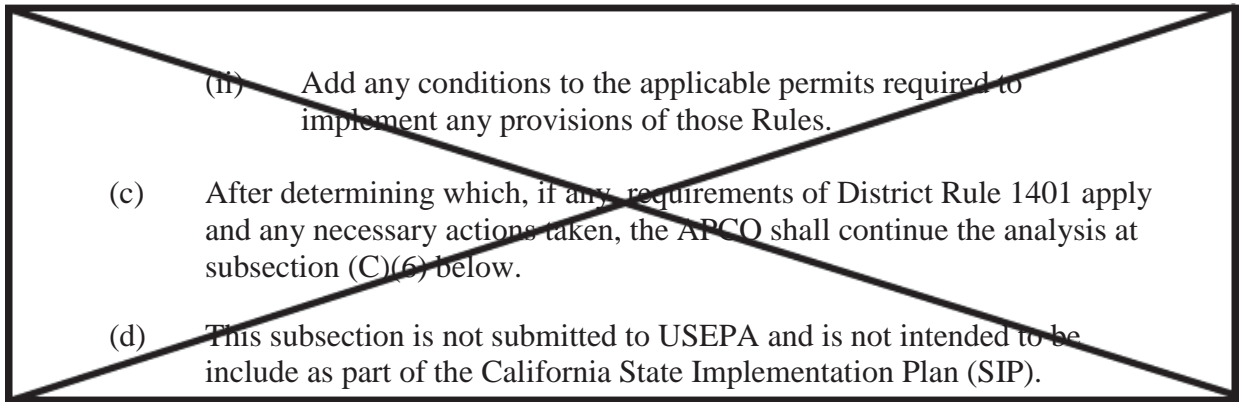 (ii) Add any conditions to the applicable permits required to
implement any provisions of those Rules.
(c) After determining which, if any, requirements of District Rule 1401 apply
and any necessary actions taken, the APCO shall continue the analysis at
subsection (C)(6) below.
(d) This subsection is not submitted to USEPA and is not intended to be
include as part of the California State Implementation Plan (SIP).